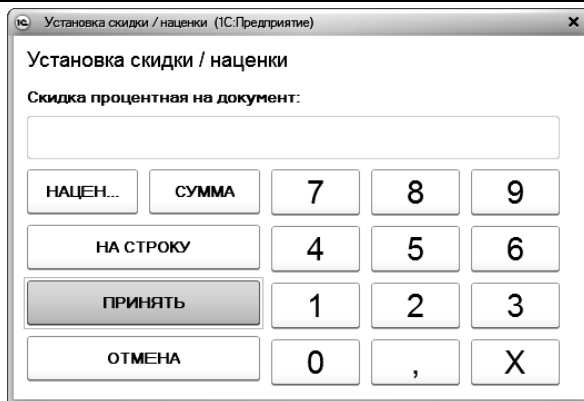 1С Установка скидки / наценки (1С:Предприятие) ×
Установка скидки / наценки
Скидка процентная на документ:
НАЦЕН... СУММА 7 8 9
НА СТРОКУ 4 5 6
ПРИНЯТЬ 1 2 3
ОТМЕНА 0 , X